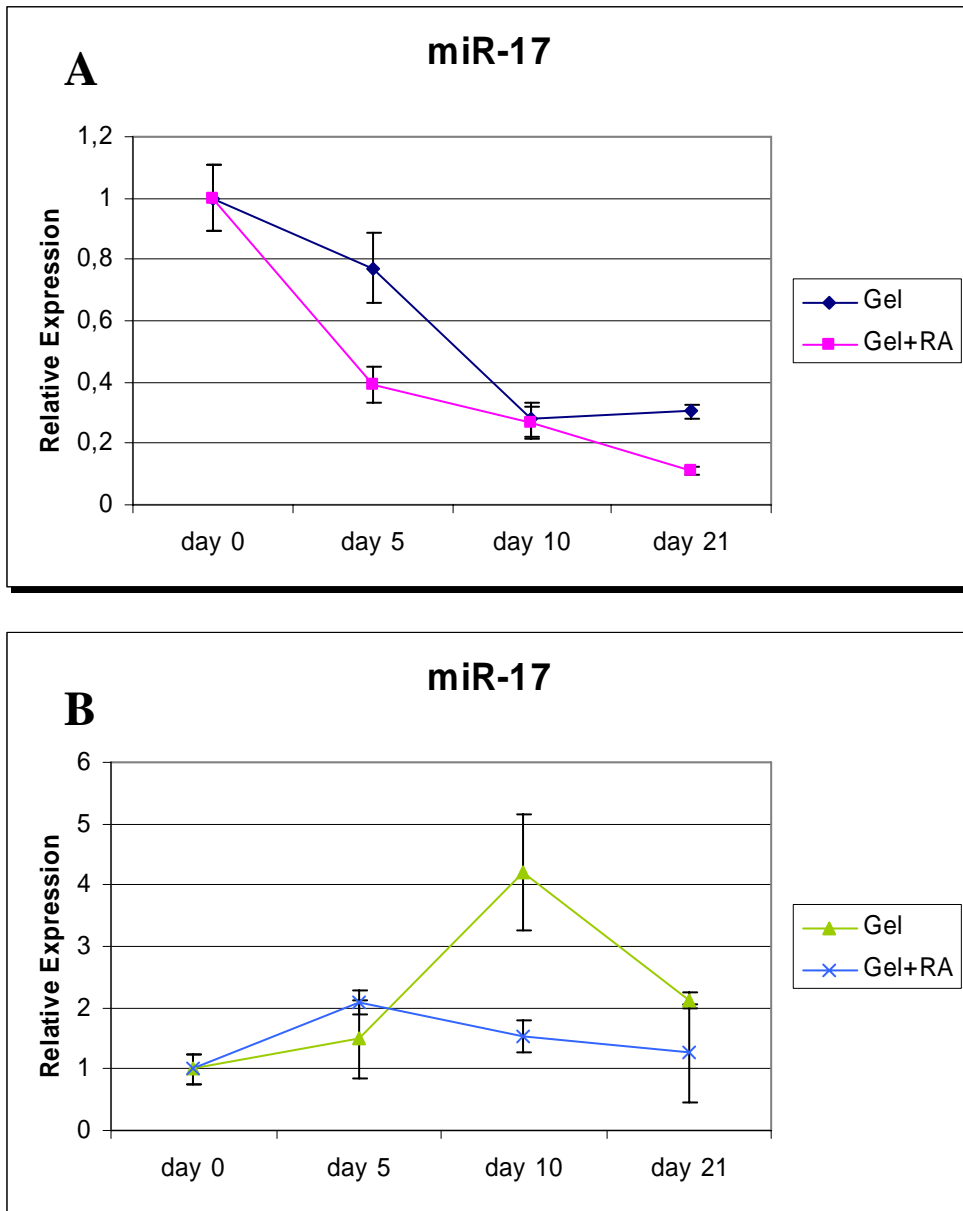 A
miR-17
Relative Expression
1,2
1
0,8
0,6
0,4
0,2
0
day 0 day 5 day 10 day 21
Gel
Gel+RA
B
miR-17
Relative Expression
6
5
4
3
2
1
0
day 0 day 5 day 10 day 21
Gel
Gel+RA